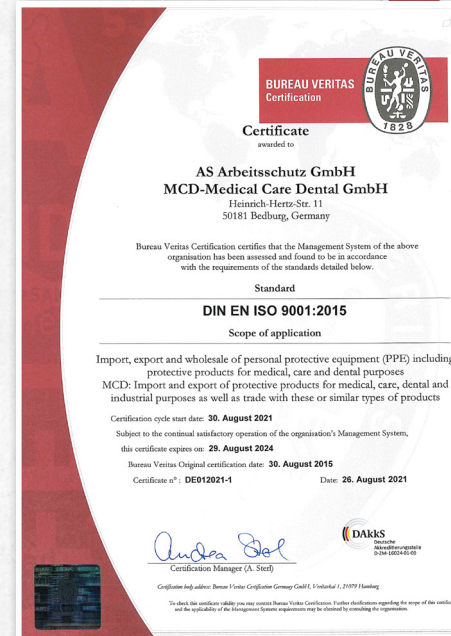 BUREAU VERITAS
Certification
BUREAU VERITAS
1828
Certificate
awarded to
AS Arbeitsschutz GmbH
MCD-Medical Care Dental GmbH
Heinrich-Hertz-Str. 11
50181 Bedburg, Germany
Bureau Veritas Certification certifies that the Management System of the above
organisation has been assessed and found to be in accordance
with the requirements of the standards detailed below.
Standard
DIN EN ISO 9001:2015
Scope of application
Import, export and wholesale of personal protective equipment (PPE) including
protective products for medical, care and dental purposes
MCD: Import and export of protective products for medical, care, dental and
industrial purposes as well as trade with these or similar types of products
Certification cycle start date: 30. August 2021
Subject to the continual satisfactory operation of the organisation's Management System,
this certificate expires on: 29. August 2024
Bureau Veritas Original certification date: 30. August 2015
Certificate n° : DE012021-1 Date: 26. August 2021
Andrea Sterl
DAkkS
Deutsche
Akkreditierungsstelle
D-ZM-16024-01-00
Certification Manager (A. Sterl)
Certification body address: Bureau Veritas Certification Germany GmbH, Veritaskai 1, 21079 Hamburg
To check this certificate validity you may contact Bureau Veritas Certification. Further clarifications regarding the scope of this
and the applicability of the Management Systems requirements may be obtained by consulting the organisation.